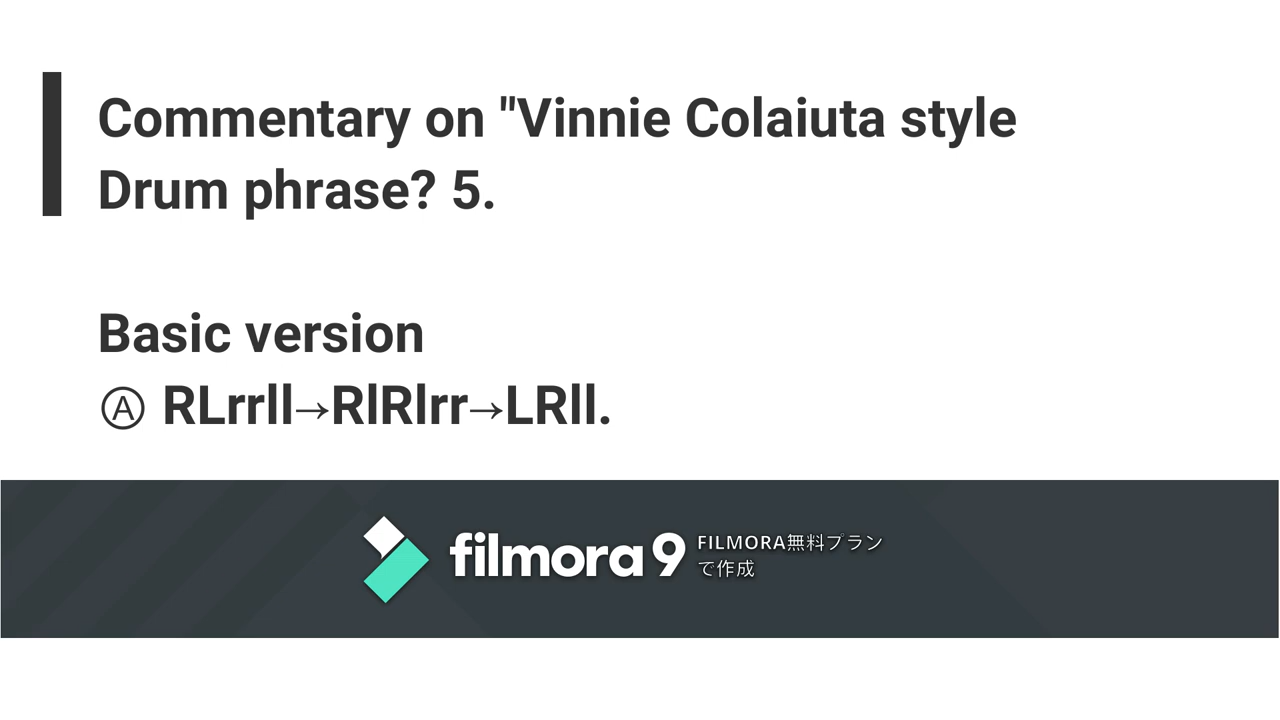 Commentary on "Vinnie Colaiuta style
Drum phrase? 5.
Basic version
Ⓐ RLrrll→RlRlrr→LRll.
filmora 9
FILMORA無料プラン
で作成